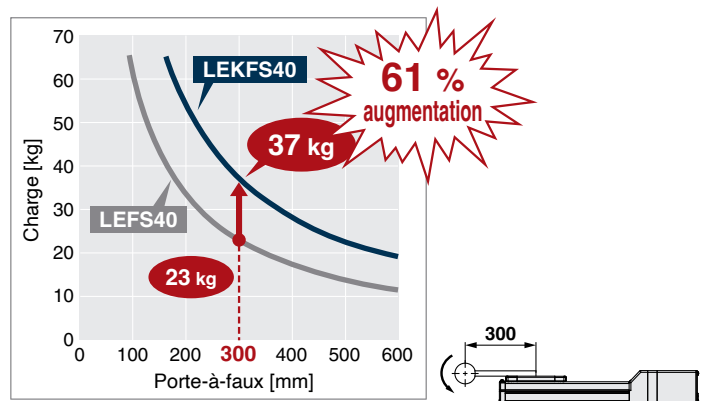 70
60
50
40
30
20
10
0
Charge [kg]
LEKFS40
LEFS40
61 %
augmentation
37 kg
23 kg
0 100 200 300 400 500 600
Porte-à-faux [mm]
300